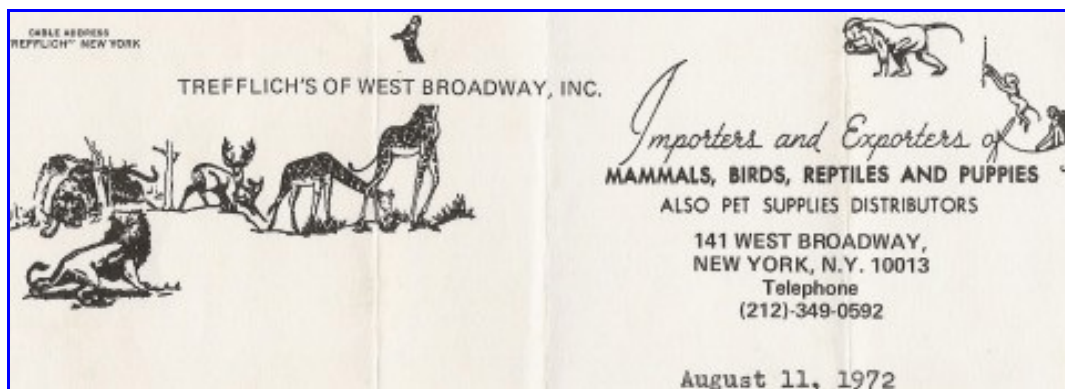 CABLE ADDRESS
REFFLICH" NEW YORK
TREFFLICH'S OF WEST BROADWAY, INC.
Importers and Exporters of
MAMMALS, BIRDS, REPTILES AND PUPPIES
ALSO PET SUPPLIES DISTRIBUTORS
141 WEST BROADWAY,
NEW YORK, N.Y. 10013
Telephone
(212)-349-0592
August 11, 1972